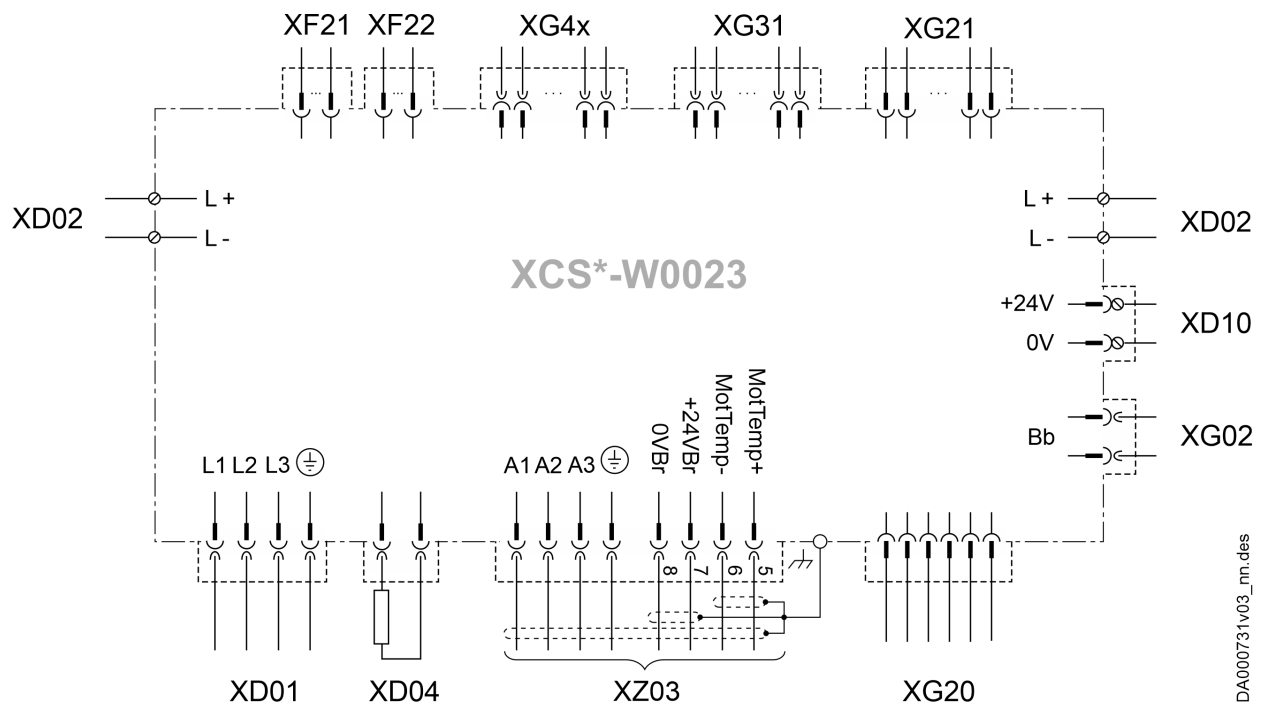 XF21 XF22 XG4x XG31 XG21
... ... ... ... ...
L + L +
XD02 XD02
L - L -
XCS*-W0023
+24V
XD10
0V
MotTemp+
MotTemp-
+24VBr
0VBr
Bb XG02
L1 L2 L3 A1 A2 A3
8 7 6 5
XD01 XD04 XZ03 XG20
DA000731v03_nn.des